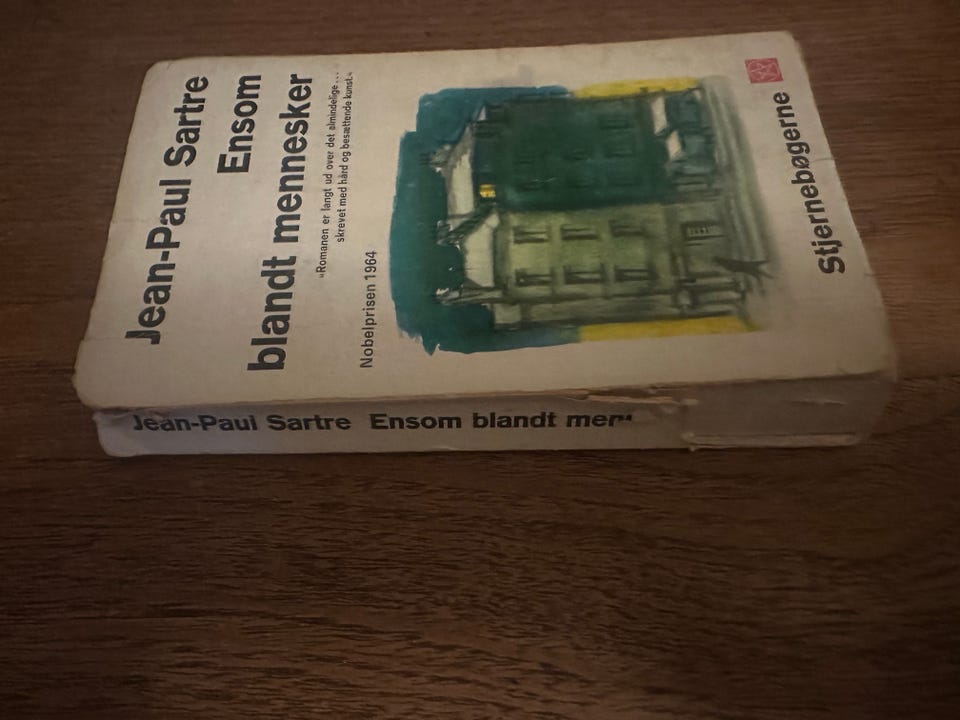 Jean-Paul Sartre
Ensom
blandt mennesker
»Romanen er langt ud over det almindelige...
skrevet med hård og besættende kunst.«
Nobelprisen 1964
Stjernebøgerne
Jean-Paul Sartre Ensom blandt men